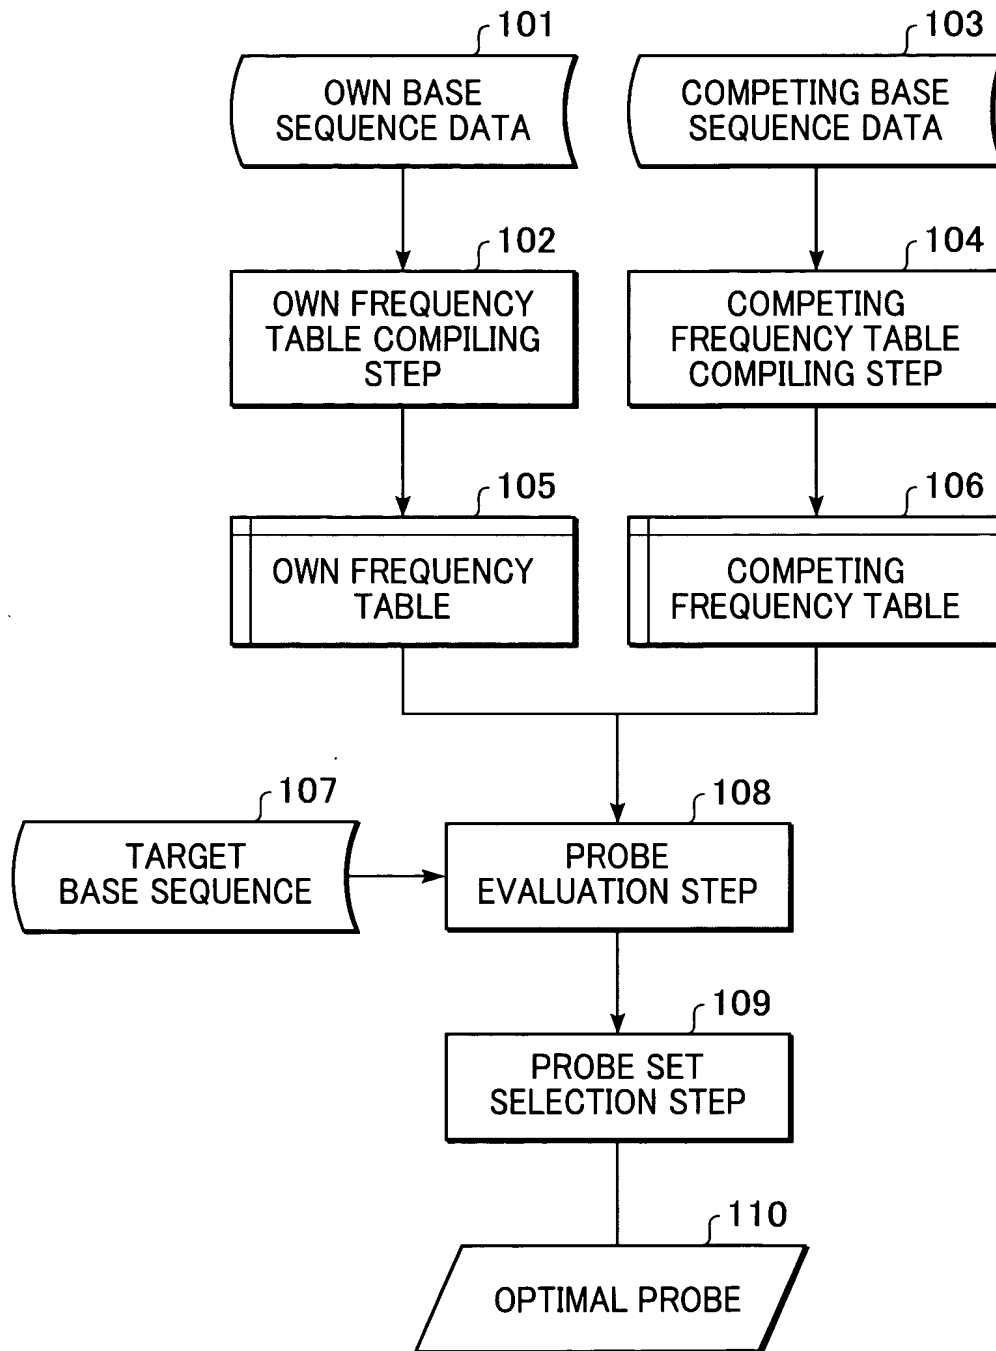 101
OWN BASE
SEQUENCE DATA
103
COMPETING BASE
SEQUENCE DATA
102
OWN FREQUENCY
TABLE COMPILING
STEP
104
COMPETING
FREQUENCY TABLE
COMPILING STEP
105
OWN FREQUENCY
TABLE
106
COMPETING
FREQUENCY TABLE
107
TARGET
BASE SEQUENCE
108
PROBE
EVALUATION STEP
109
PROBE SET
SELECTION STEP
110
OPTIMAL PROBE